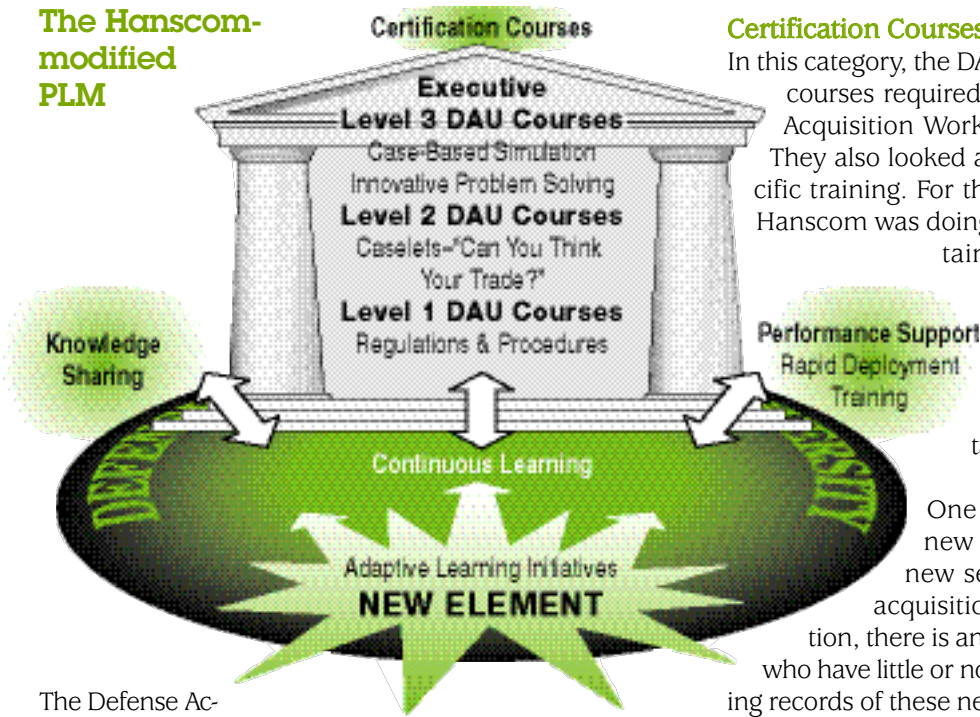 The Hanscom-
modified
PLM
Certification Courses
Executive
Level 3 DAU Courses
Case-Based Simulation
Innovative Problem Solving
Level 2 DAU Courses
Caselets–"Can You Think
Your Trade?"
Level 1 DAU Courses
Regulations & Procedures
Knowledge
Sharing
Performance Support
Rapid Deployment
Training
DEFEN
ERSITY
Continuous Learning
Adaptive Learning Initiatives
NEW ELEMENT
The Defense Ac-
Certification Courses
In this category, the DA
courses required
Acquisition Work
They also looked a
cific training. For th
Hanscom was doing
tain
ta
One
new
new se
acquisitio
tion, there is an
who have little or no
ing records of these ne